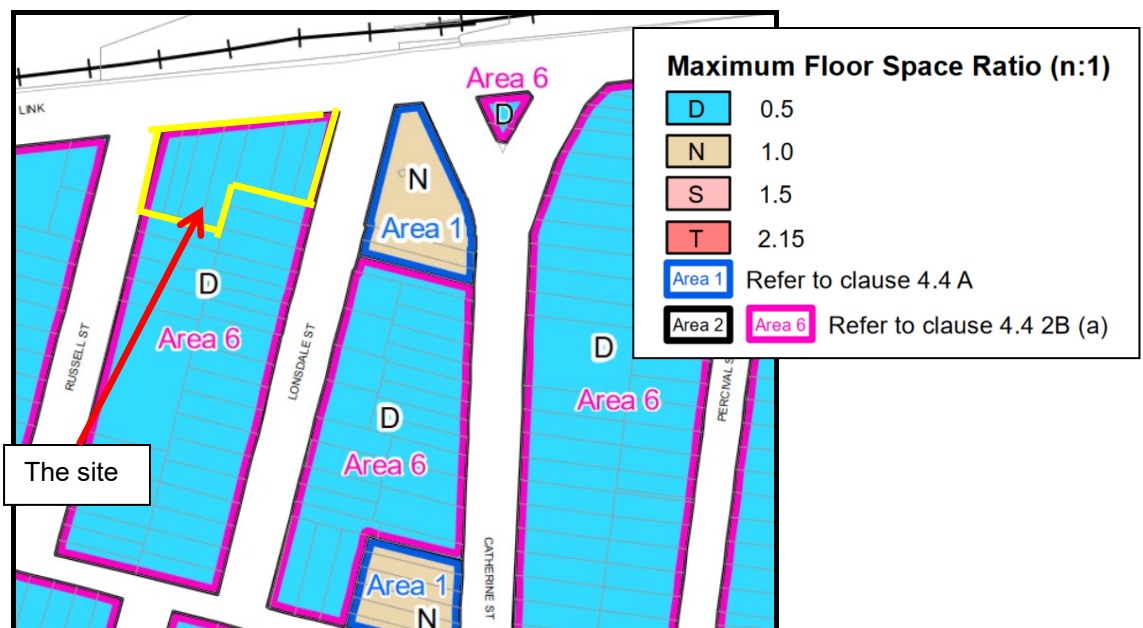 Maximum Floor Space Ratio (n:1)
D 0.5
N 1.0
S 1.5
T 2.15
Area 1 Refer to clause 4.4 A
Area 2 Area 6 Refer to clause 4.4 2B (a)
Area 6
D
LINK
N
Area 1
D
Area 6
RUSSELL ST
LONSDALE ST
D
Area 6
D
Area 6
PERCIVAL S
The site
CATHERINE ST
Area 1
N